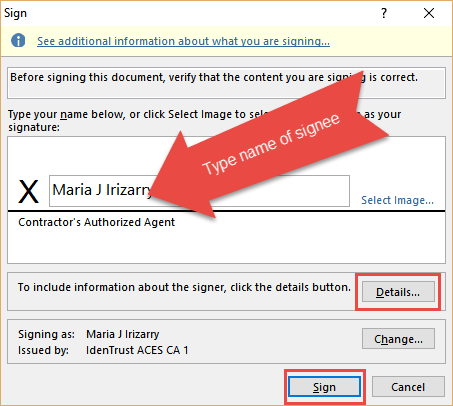 Sign
?
See additional information about what you are signing...
Before signing this document, verify that the content you are signing is correct.
Type your name below, or click Select Image to sele as your
signature:
Type name of signee
X Maria J Irizarry
Select Image...
Contractor's Authorized Agent
To include information about the signer, click the details button. Details...
Signing as: Maria J Irizarry
Issued by: IdenTrust ACES CA 1
Change...
Sign Cancel